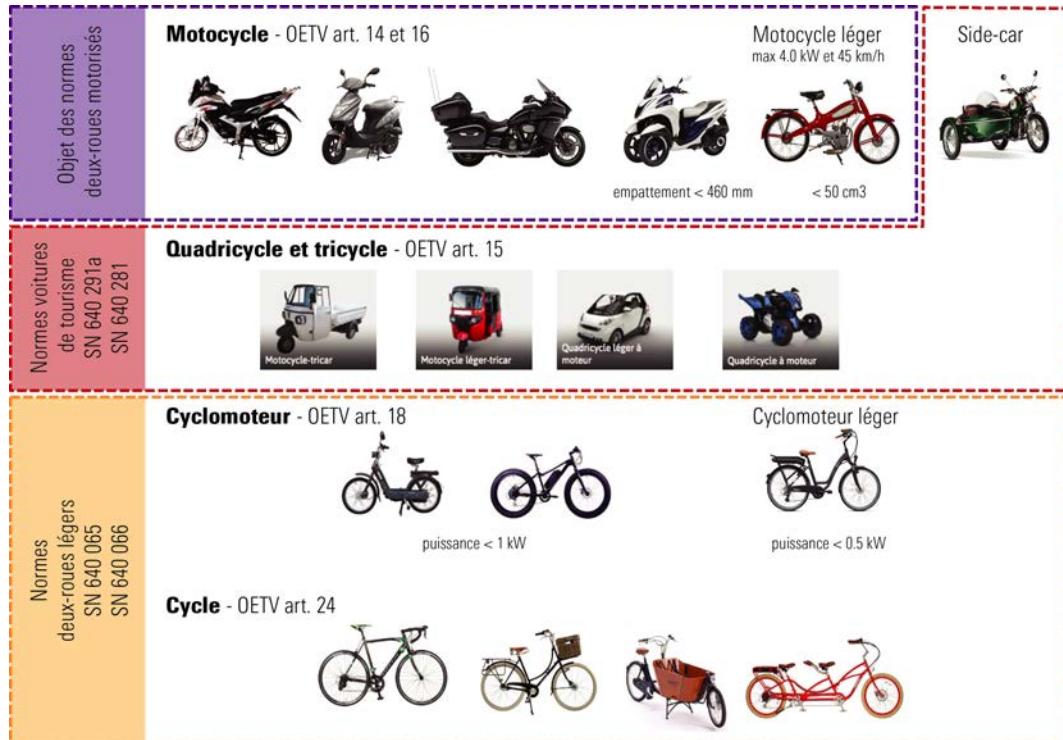 Objet des normes
deux-roues motorisés
Motocycle - OETV art. 14 et 16
Motocycle léger
max 4.0 kW et 45 km/h
Side-car
empattement < 460 mm
< 50 cm3
Normes voitures
de tourisme
SN 640 291a
SN 640 281
Quadricycle et tricycle - OETV art. 15
Motocycle-tricar
Motocycle léger-tricar
Quadricycle léger à
moteur
Quadricycle à moteur
Normes
deux-roues légers
SN 640 065
SN 640 066
Cyclomoteur - OETV art. 18
Cyclomoteur léger
puissance < 1 kW
puissance < 0.5 kW
Cycle - OETV art. 24